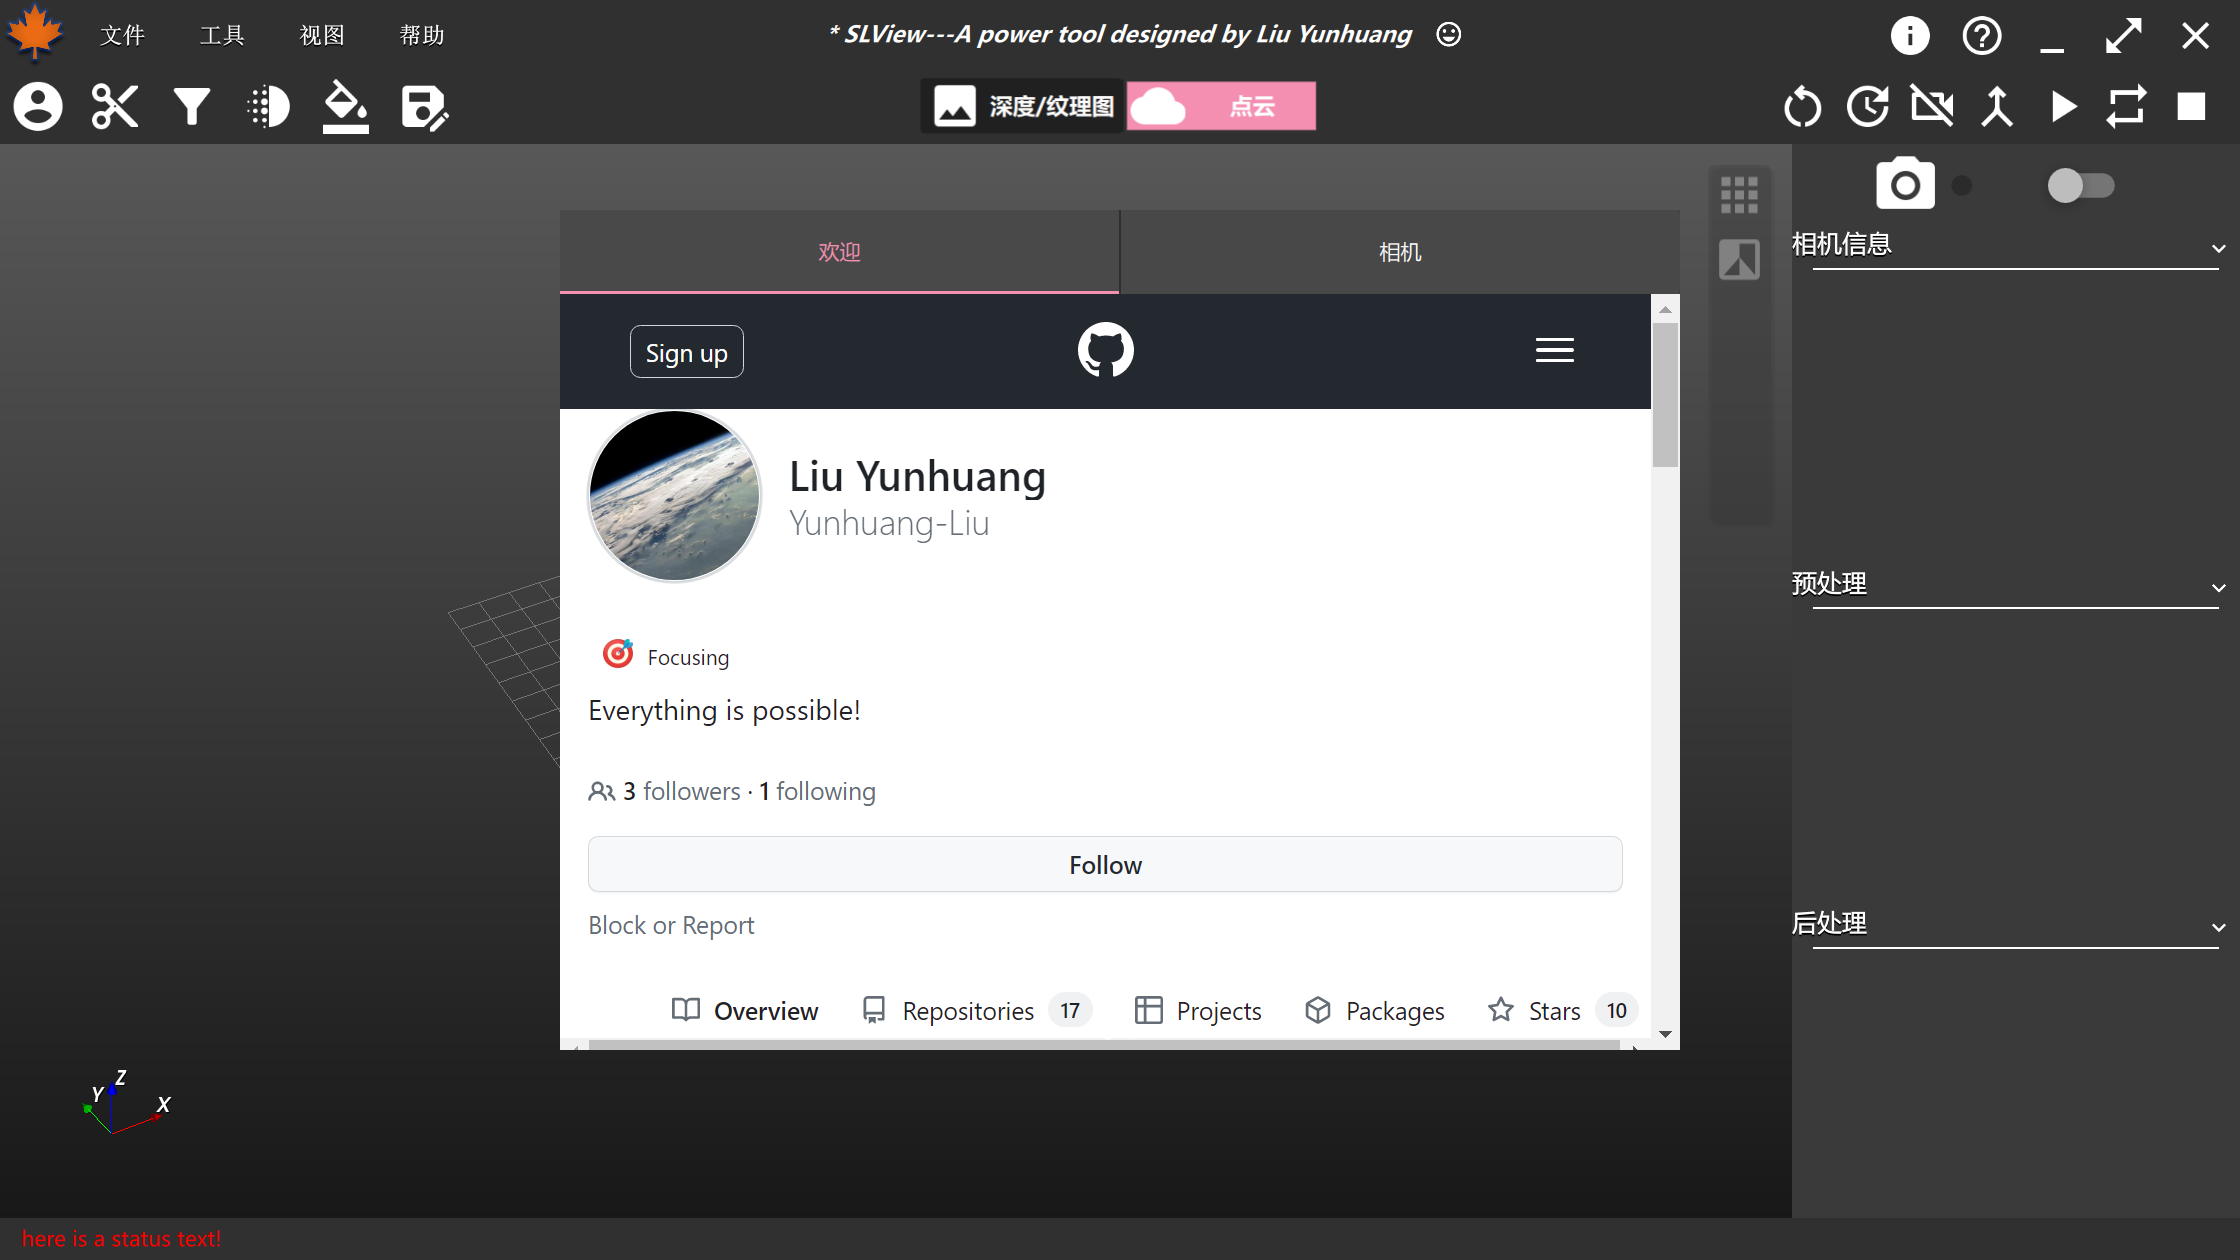 文件 工具 视图 帮助
* SLView---A power tool designed by Liu Yunhuang
深度/纹理图 点云
欢迎 相机
Sign up
Liu Yunhuang
Yunhuang-Liu
Focusing
Everything is possible!
3 followers · 1 following
Follow
Block or Report
Overview Repositories 17 Projects Packages Stars 10
相机信息
预处理
后处理
Z
Y
X
here is a status text!